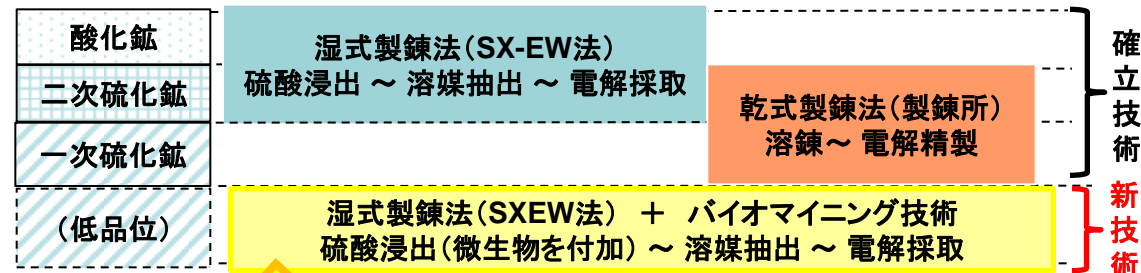 酸化鉱
二次硫化鉱
一次硫化鉱
(低品位)
湿式製錬法(SX-EW法)
硫酸浸出 ~ 溶媒抽出 ~ 電解採取
乾式製錬法(製錬所)
溶錬~ 電解精製
湿式製錬法(SXEW法) + バイオマイニング技術
硫酸浸出(微生物を付加) ~ 溶媒抽出 ~ 電解採取
確立技術
新技術